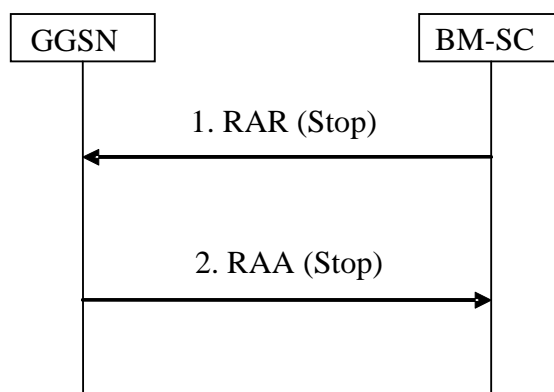 GGSN
BM-SC
1. RAR (Stop)
2. RAA (Stop)